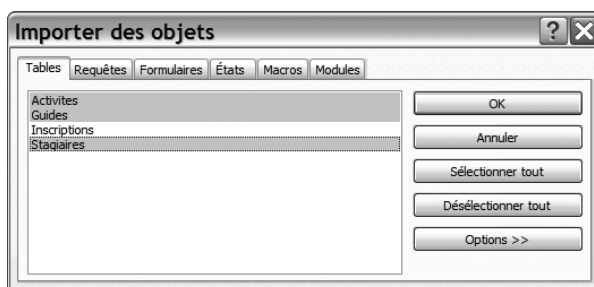 Importer des objets
Tables Requêtes Formulaires États Macros Modules
Activites
Guides
Inscriptions
Stagiaires
OK
Annuler
Sélectionner tout
Désélectionner tout
Options >>